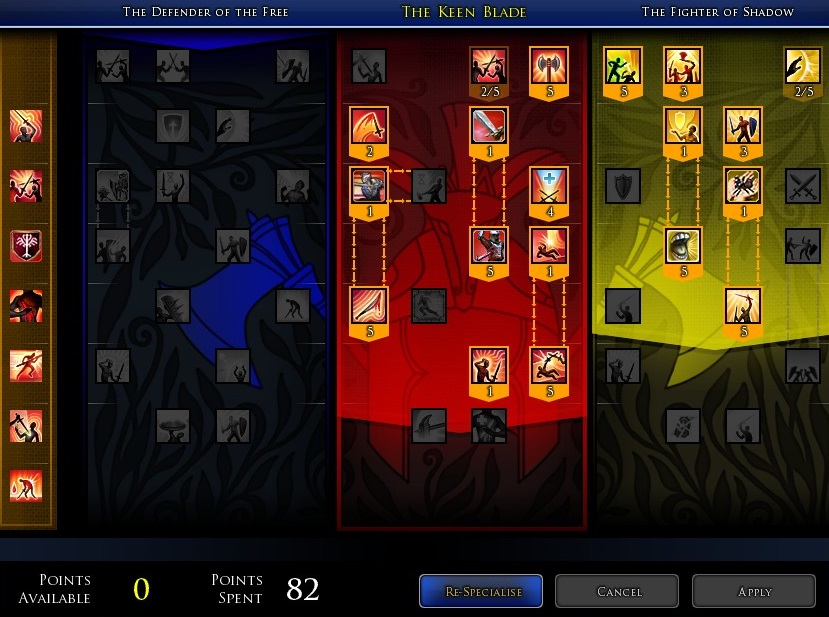 The Defender of the Free The Keen Blade The Fighter of Shadow
2/5 5 5 3 2/5
2 1 1 3
1 4 1
5 1 5
5 5
1 5
Points Available 0 Points Spent 82 Re-Specialise Cancel Apply